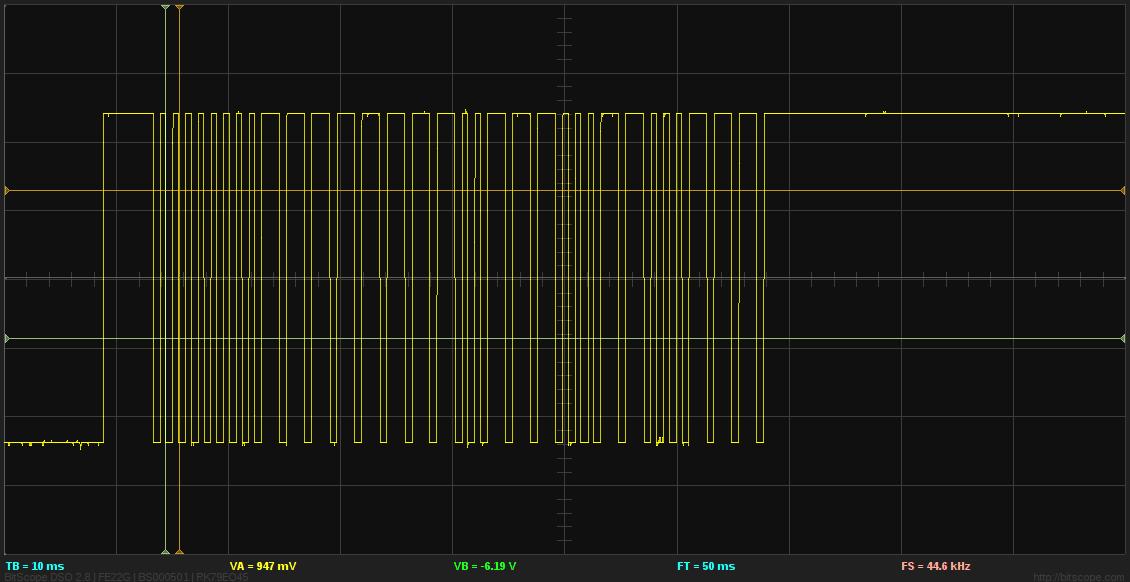 TB = 10 ms VA = 947 mV VB = -6.19 V FT = 50 ms FS = 44.6 kHz
BitScope DSO 2.8 | FE22G | BS000501 | PK79EO45 http://bitscope.com